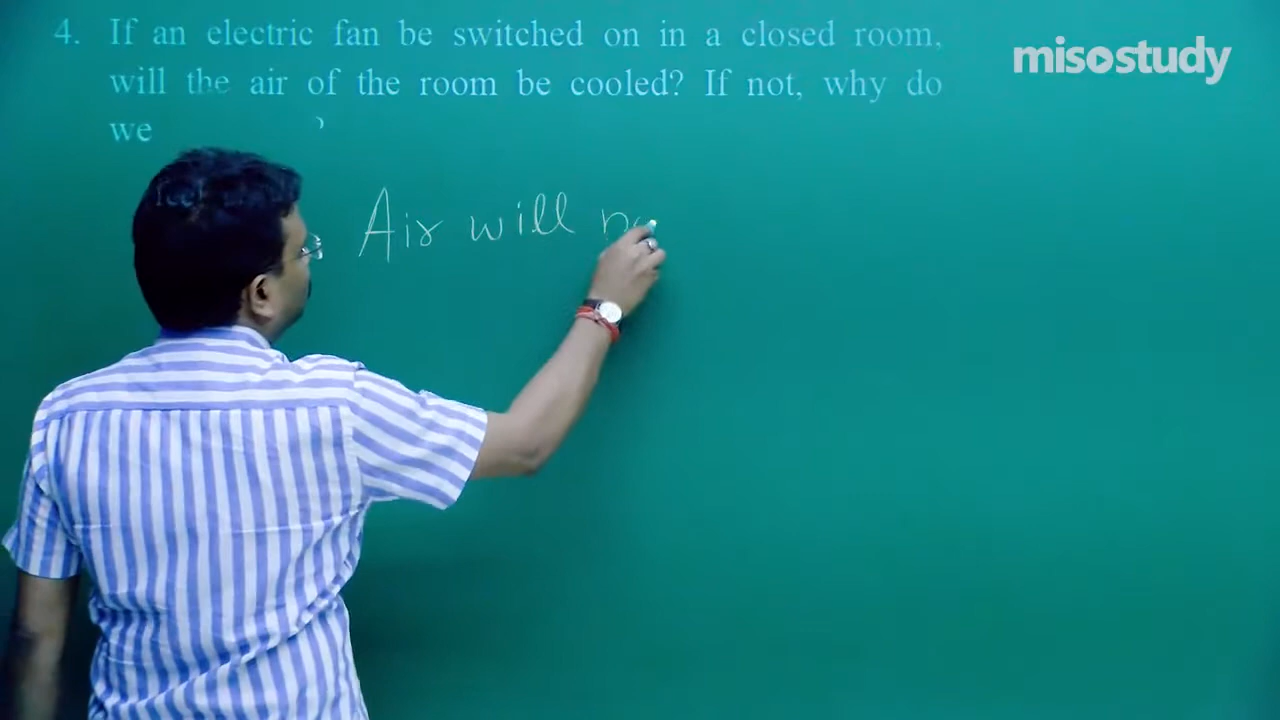 4. If an electric fan be switched on in a closed room,
will the air of the room be cooled? If not, why do
we ?
Air will
misostudy